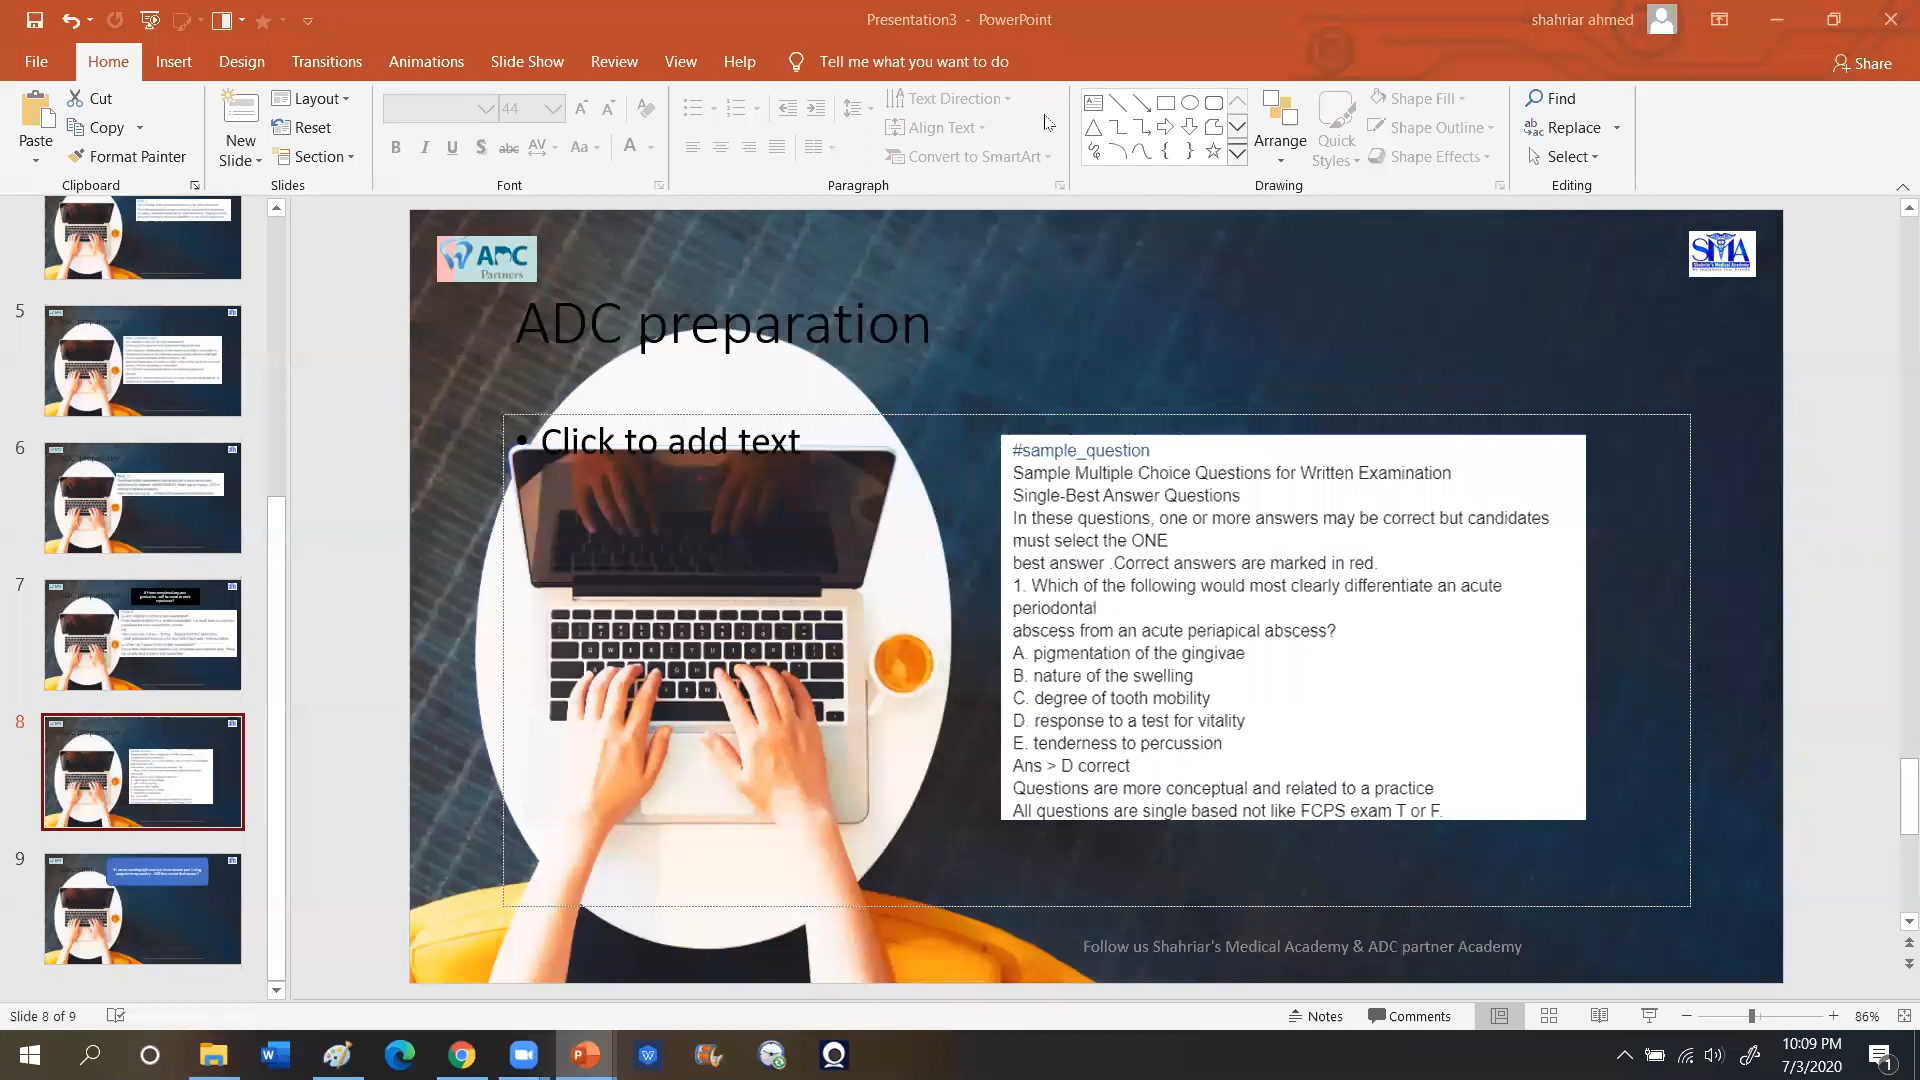 Presentation3 - PowerPoint
shahriar ahmed
File
Home
Insert
Design
Transitions
Animations
Slide Show
Review
View
Help
Tell me what you want to do
Share
Paste
Cut
Copy
Format Painter
Clipboard
New
Slide
Layout
Reset
Section
Slides
44
Font
Text Direction
Align Text
Convert to SmartArt
Paragraph
Arrange
Quick
Styles
Shape Fill
Shape Outline
Shape Effects
Drawing
Find
Replace
Select
Editing
5
6
7
8
9
ADC
Partners
SMA
ADC preparation
• Click to add text
#sample_question
Sample Multiple Choice Questions for Written Examination
Single-Best Answer Questions
In these questions, one or more answers may be correct but candidates
must select the ONE
best answer .Correct answers are marked in red.
1. Which of the following would most clearly differentiate an acute
periodontal
abscess from an acute periapical abscess?
A. pigmentation of the gingivae
B. nature of the swelling
C. degree of tooth mobility
D. response to a test for vitality
E. tenderness to percussion
Ans > D correct
Questions are more conceptual and related to a practice
All questions are single based not like FCPS exam T or F.
Follow us Shahriar's Medical Academy & ADC partner Academy
Slide 8 of 9
Notes
Comments
86%
10:09 PM
7/3/2020
1